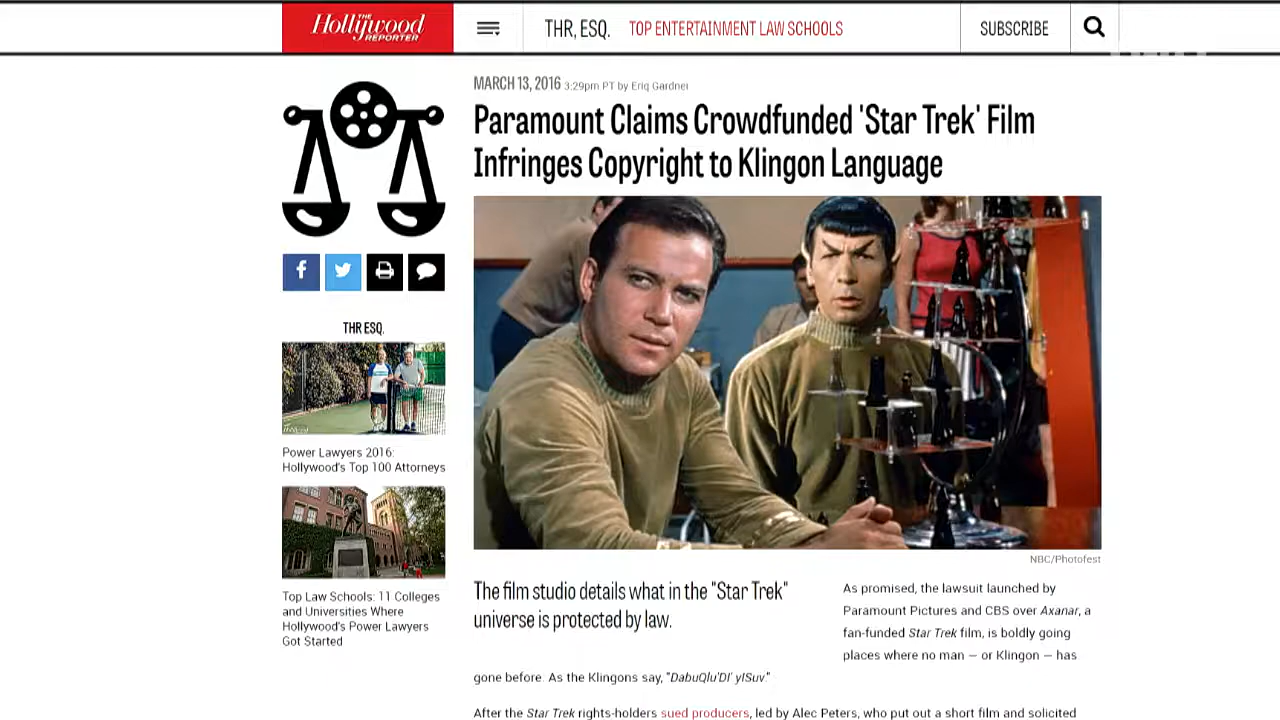 THE
Hollywood
REPORTER
THR, ESQ.
TOP ENTERTAINMENT LAW SCHOOLS
SUBSCRIBE
MARCH 13, 2016 3:29pm PT by Eriq Gardner
Paramount Claims Crowdfunded 'Star Trek' Film
Infringes Copyright to Klingon Language
THR ESQ.
Power Lawyers 2016:
Hollywood's Top 100 Attorneys
Top Law Schools: 11 Colleges
and Universities Where
Hollywood's Power Lawyers
Got Started
NBC/Photofest
The film studio details what in the "Star Trek"
universe is protected by law.
As promised, the lawsuit launched by
Paramount Pictures and CBS over Axanar, a
fan-funded Star Trek film, is boldly going
places where no man — or Klingon — has
gone before. As the Klingons say, "DabuQlu'DI' yISuv."
After the Star Trek rights-holders sued producers, led by Alec Peters, who put out a short film and solicited